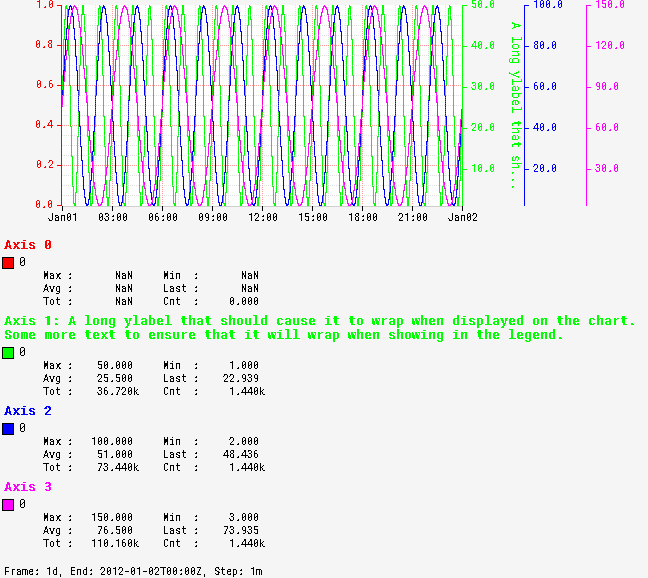 1.0 50.0 100.0 150.0
0.8 40.0 80.0 120.0
0.6 30.0 60.0 90.0
0.4 20.0 40.0 60.0
0.2 10.0 20.0 30.0
0.0
A long ylabel that sh...
Jan01 03:00 06:00 09:00 12:00 15:00 18:00 21:00 Jan02
Axis 0
0
Max : NaN Min : NaN
Avg : NaN Last : NaN
Tot : NaN Cnt : 0.000
Axis 1: A long ylabel that should cause it to wrap when displayed on the chart.
Some more text to ensure that it will wrap when showing in the legend.
0
Max : 50.000 Min : 1.000
Avg : 25.500 Last : 22.939
Tot : 36.720k Cnt : 1.440k
Axis 2
0
Max : 100.000 Min : 2.000
Avg : 51.000 Last : 48.436
Tot : 73.440k Cnt : 1.440k
Axis 3
0
Max : 150.000 Min : 3.000
Avg : 76.500 Last : 73.935
Tot : 110.160k Cnt : 1.440k
Frame: 1d, End: 2012-01-02T00:00Z, Step: 1m